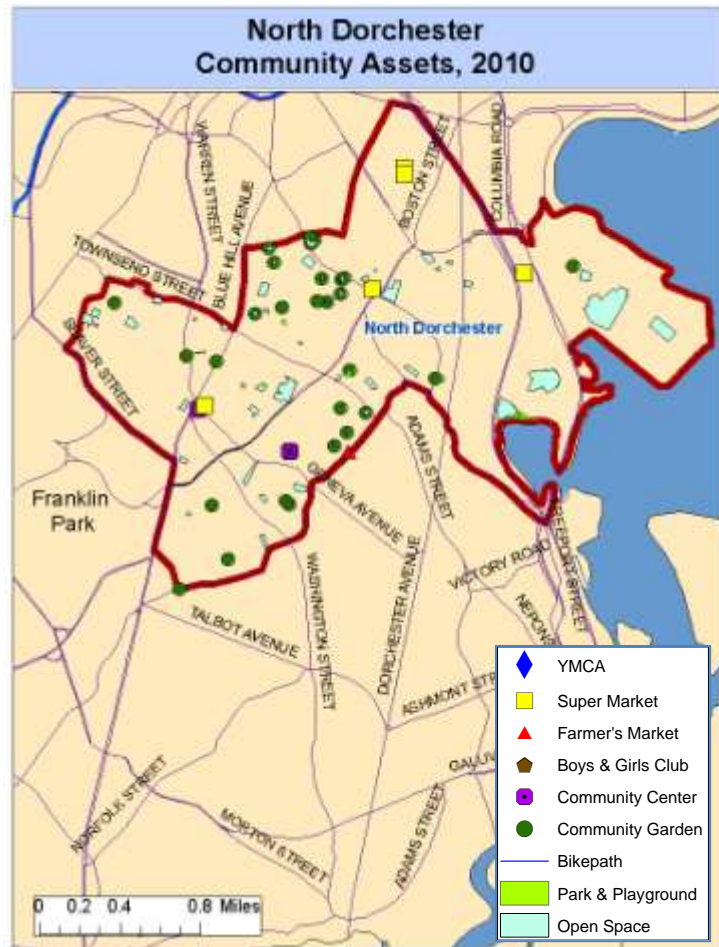 North Dorchester
Community Assets, 2010
WARREN STREET
COLUMBIA ROAD
BOSTON STREET
BLUE HILL AVENUE
TOWNSEND STREET
North Dorchester
SEAVER STREET
ADAMS STREET
Franklin
Park
GENEVA AVENUE
VICTORY ROAD
WASHINGTON STREET
DORCHESTER AVENUE
TALBOT AVENUE
ASHMONT
NORFOLK STREET
MORTON STREET
ADAMS STREET
YMCA
Super Market
Farmer's Market
Boys & Girls Club
Community Center
Community Garden
Bikepath
Park & Playground
Open Space
0 0.2 0.4 0.8 Miles